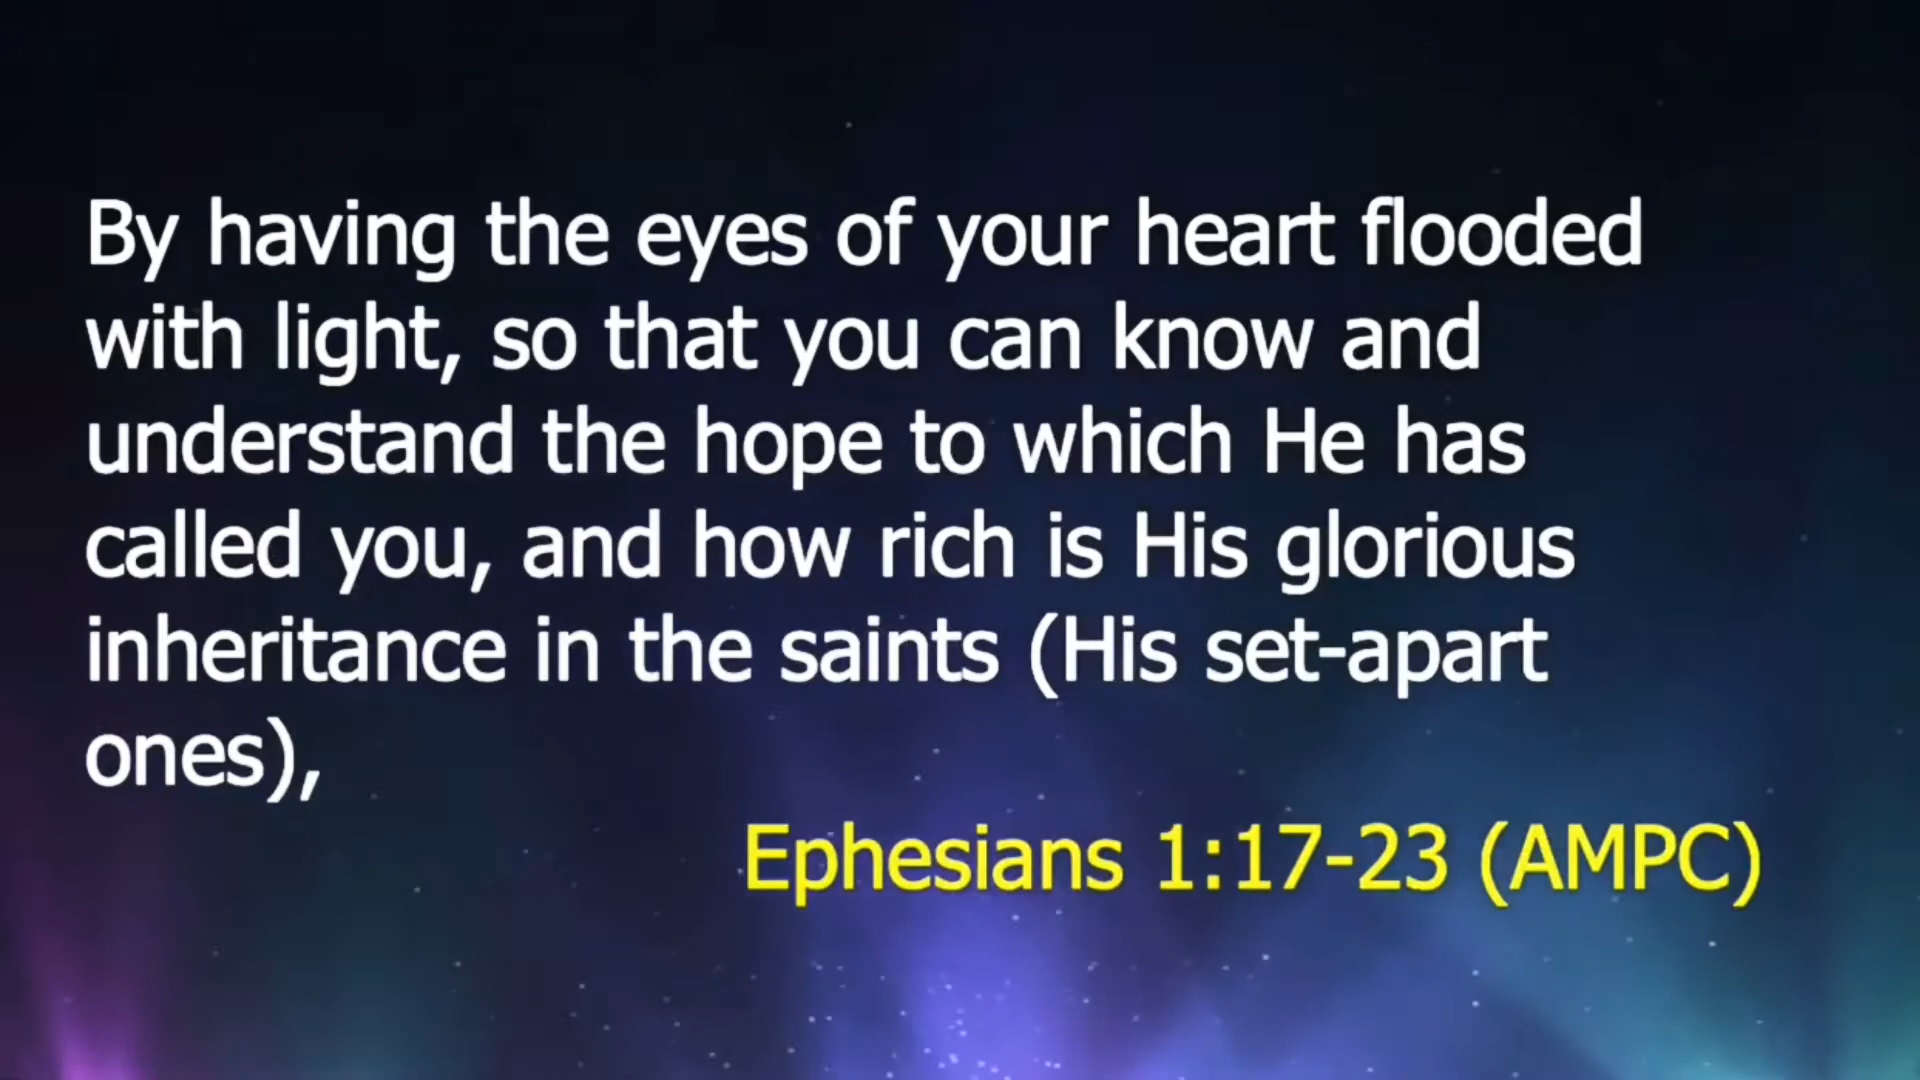 By having the eyes of your heart flooded
with light, so that you can know and
understand the hope to which He has
called you, and how rich is His glorious
inheritance in the saints (His set-apart
ones),
Ephesians 1:17-23 (AMPC)